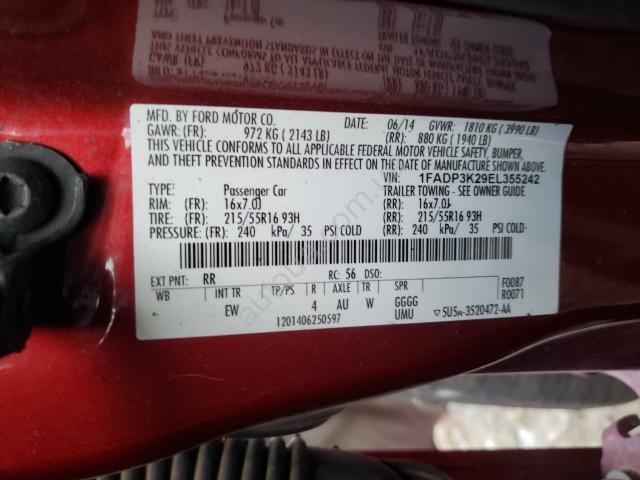 MFD. BY FORD MOTOR CO. DATE: 06/14 GVWR: 1810 KG ( 3990 LB)
GAWR: (FR): 972 KG ( 2143 LB) (RR): 880 KG ( 1940 LB)
THIS VEHICLE CONFORMS TO ALL APPLICABLE FEDERAL MOTOR VEHICLE SAFETY, BUMPER,
AND THEFT PREVENTION STANDARDS IN EFFECT ON THE DATE OF MANUFACTURE SHOWN ABOVE.
VIN: 1FADP3K29EL355242
TYPE: Passenger Car TRAILER TOWING - SEE OWNER GUIDE
RIM: (FR): 16x7.0J (RR): 16x7.0J
TIRE: (FR): 215/55R16 93H (RR): 215/55R16 93H
PRESSURE: (FR): 240 kPa/ 35 PSI COLD (RR): 240 kPa/ 35 PSI COLD
EXT PNT: RR RC: 56 DSO: F0087
WB INT TR TP/PS R AXLE TR SPR R0071
EW 4 AU W GGGG
1201406250597 UMU 5U5A-3520472-AA